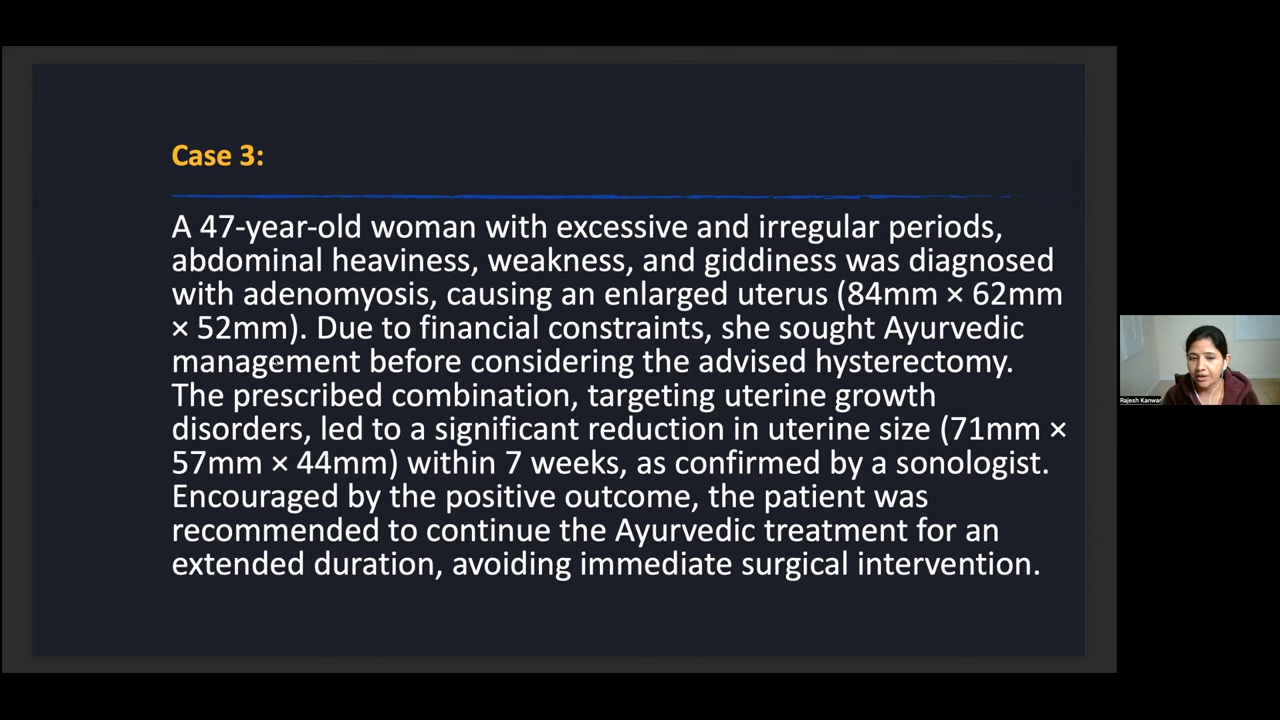 Case 3:
A 47-year-old woman with excessive and irregular periods,
abdominal heaviness, weakness, and giddiness was diagnosed
with adenomyosis, causing an enlarged uterus (84mm × 62mm
× 52mm). Due to financial constraints, she sought Ayurvedic
management before considering the advised hysterectomy.
The prescribed combination, targeting uterine growth
disorders, led to a significant reduction in uterine size (71mm ×
57mm × 44mm) within 7 weeks, as confirmed by a sonologist.
Encouraged by the positive outcome, the patient was
recommended to continue the Ayurvedic treatment for an
extended duration, avoiding immediate surgical intervention.
Rajesh Kanwar